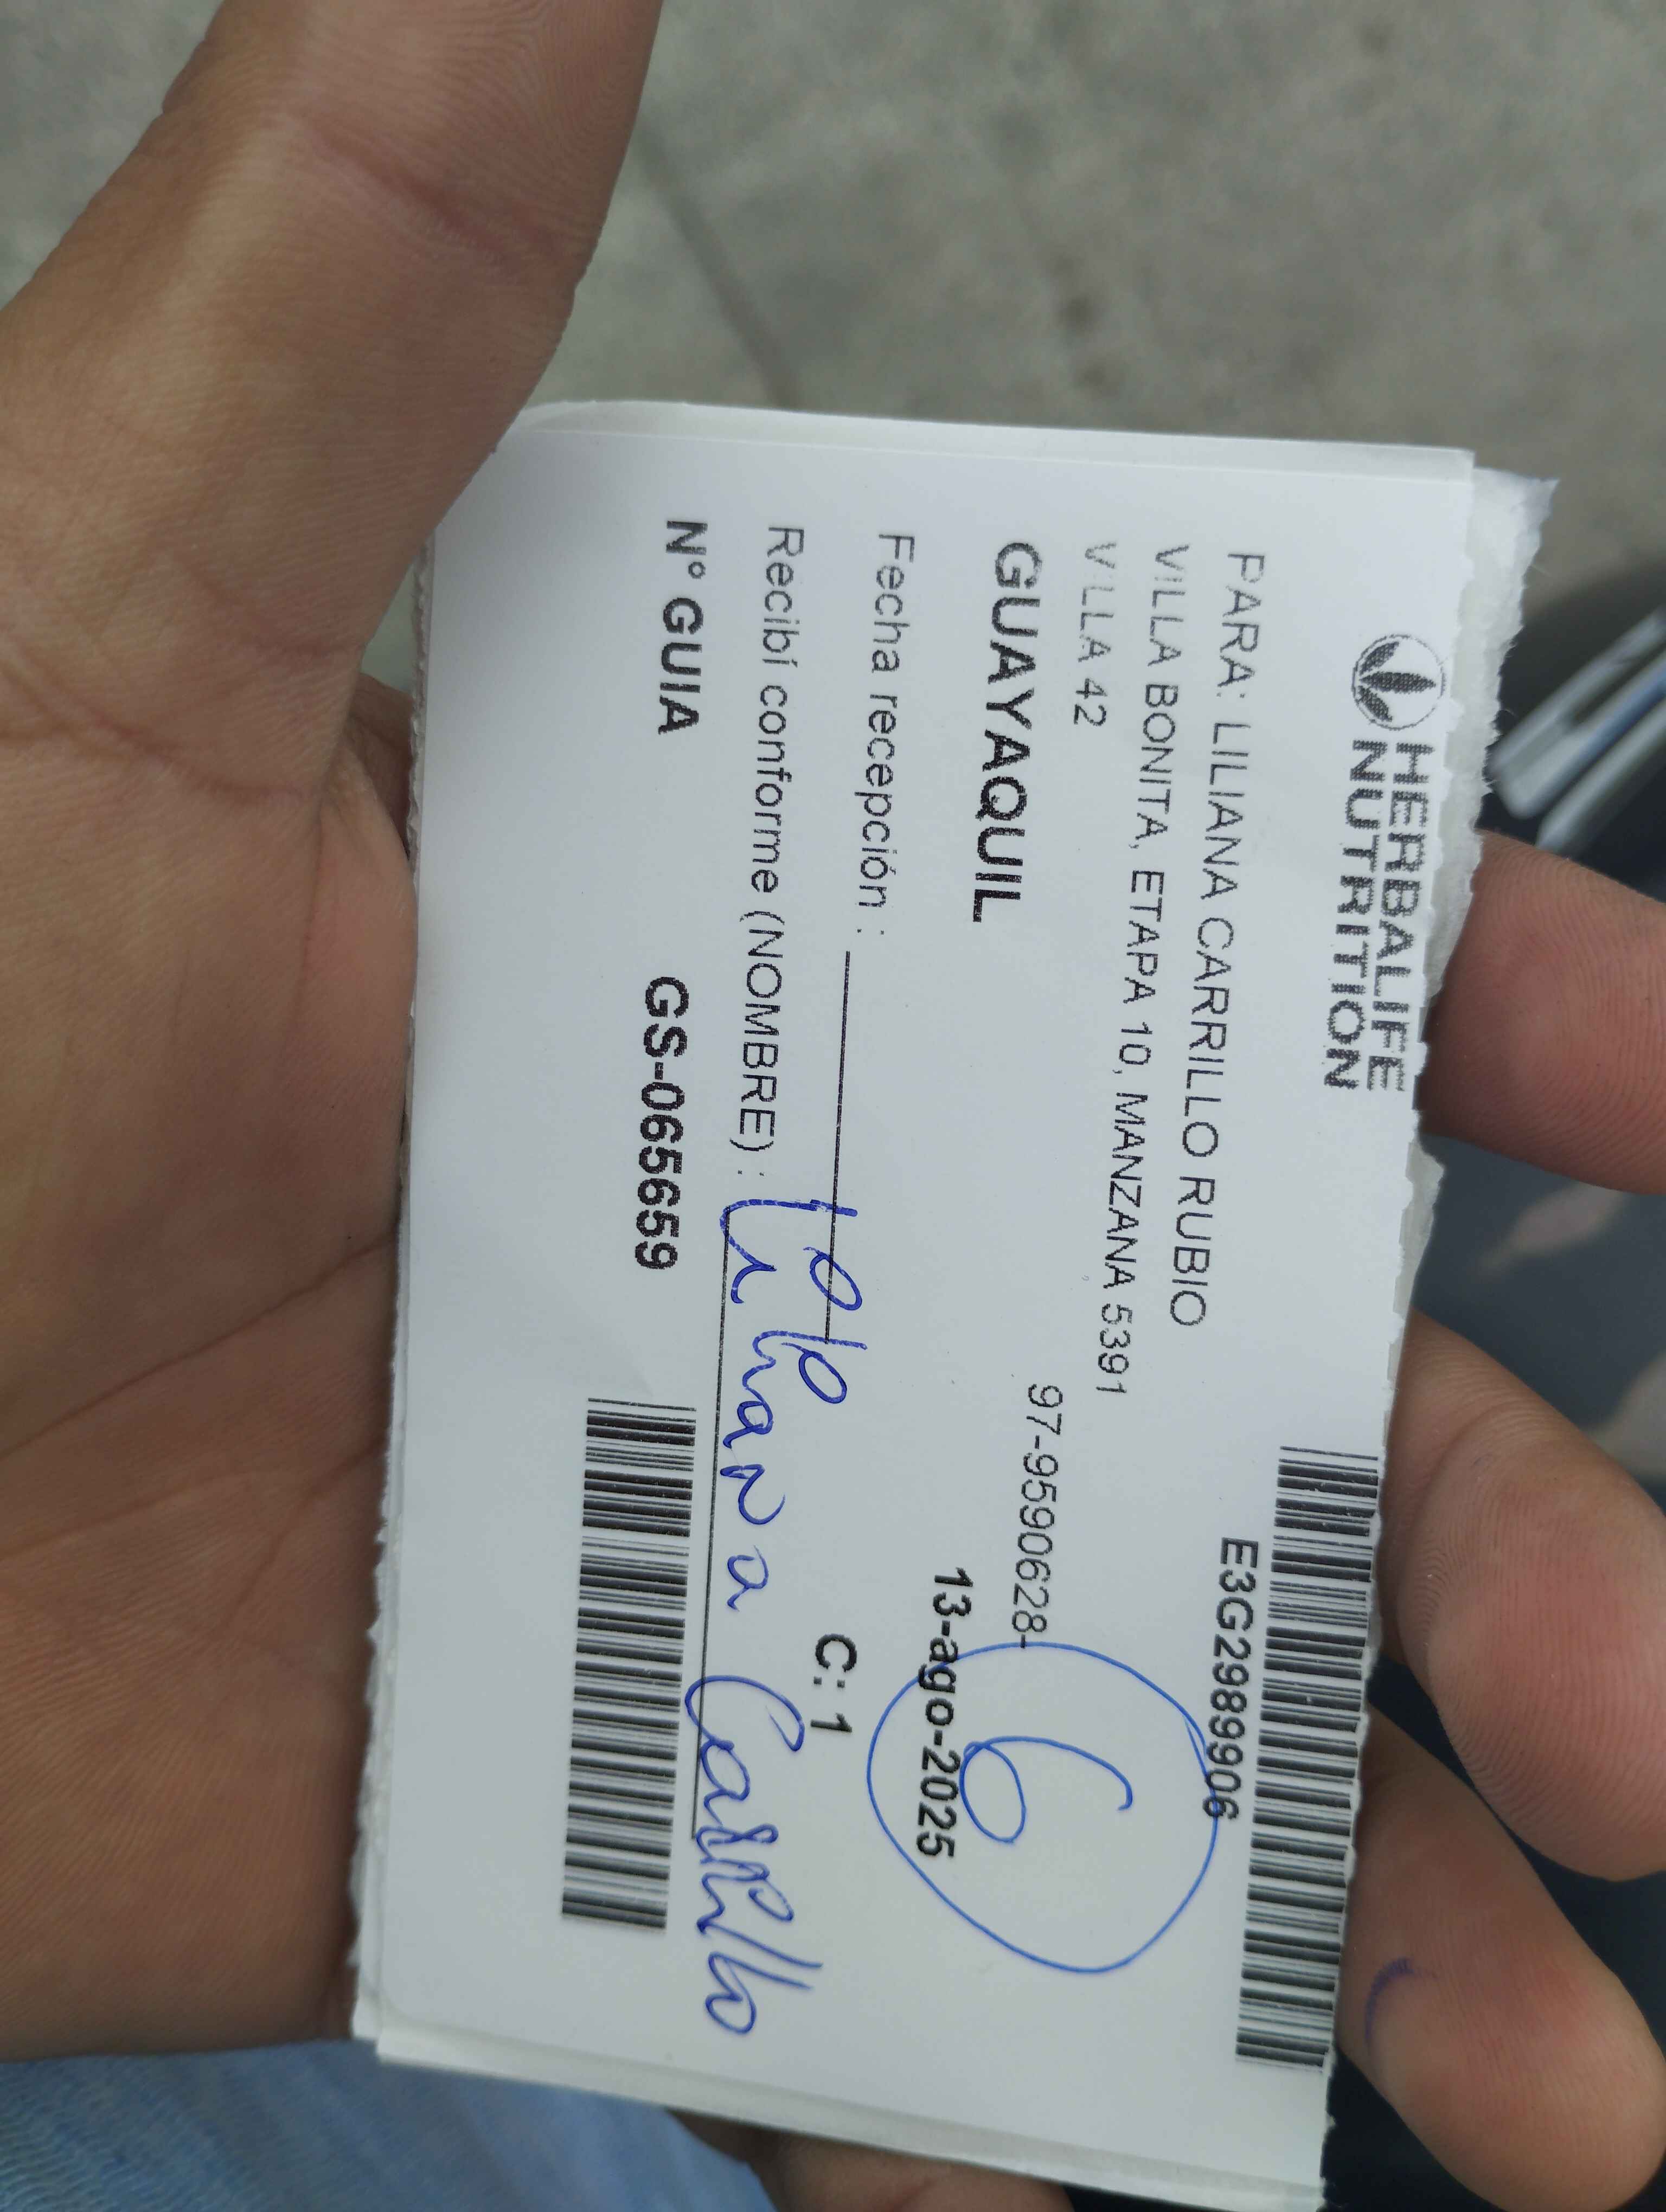 HERBALIFE
NUTRITION
E3G2989906
PARA: LILIANA CARRILLO RUBIO
VILLA BONITA, ETAPA 10, MANZANA 5391
VILLA 42
97-9590628-
6
GUAYAQUIL
13-ago-2025
Fecha recepción :
C: 1
Recibí conforme (NOMBRE) : Liliana Carrillo
Nº GUIA GS-065659